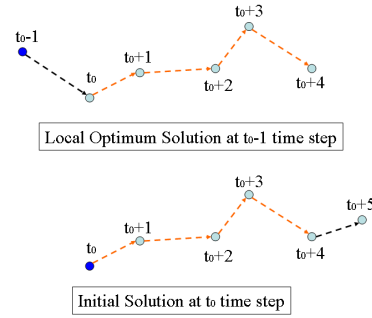 t₀+3
t₀-1
t₀
t₀+1
t₀+2
t₀+4
Local Optimum Solution at t₀-1 time step
t₀+3
t₀+5
t₀
t₀+1
t₀+2
t₀+4
Initial Solution at t₀ time step